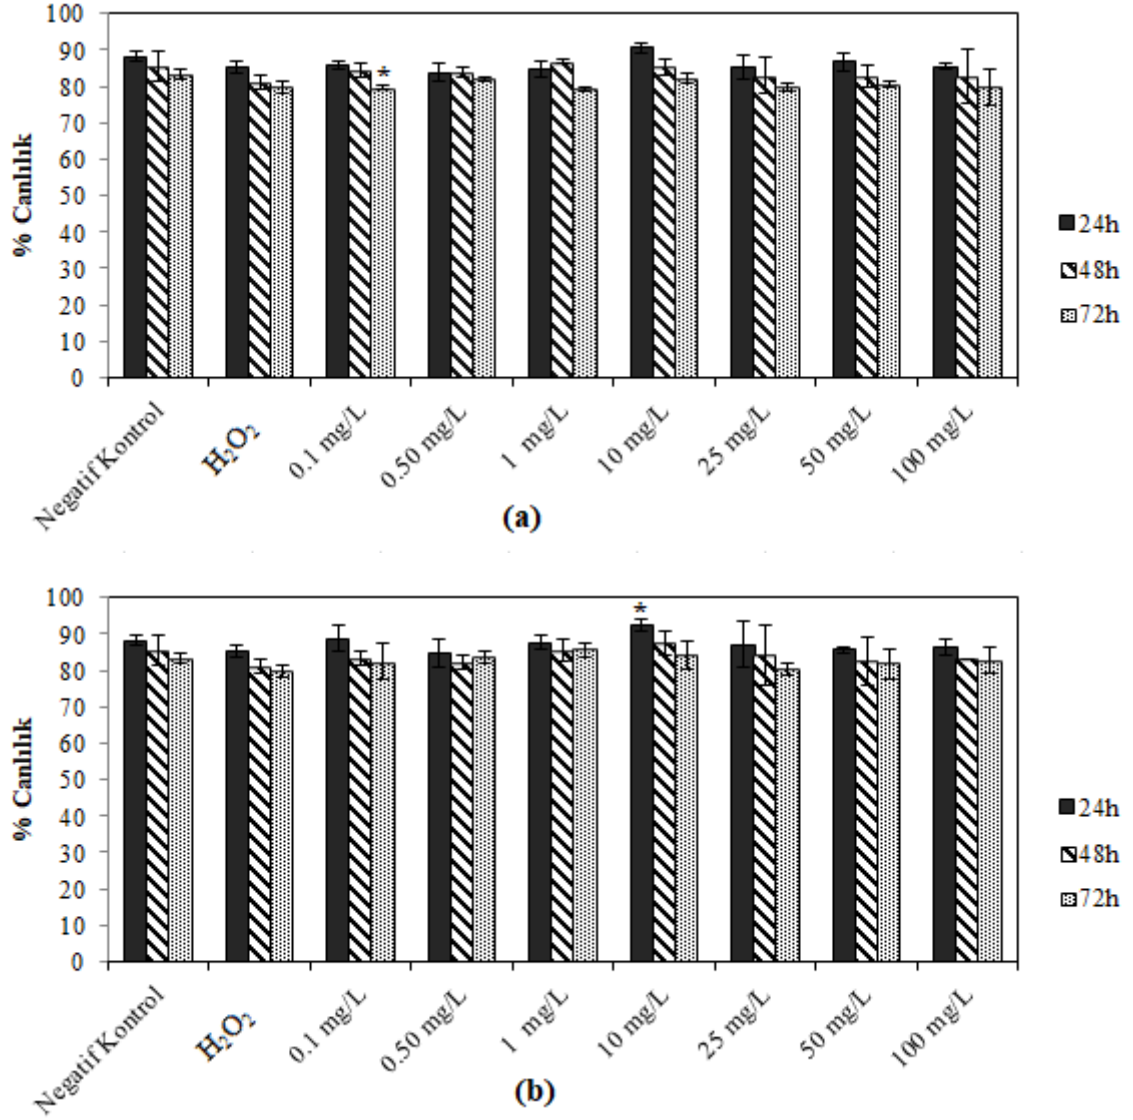 100
90
80
70
60
50
40
30
20
10
0
% Canlılık
*
24h
48h
72h
Negatif Kontrol
H₂O₂
0.1 mg/L
0.50 mg/L
1 mg/L
10 mg/L
25 mg/L
50 mg/L
100 mg/L
(a)
100
90
80
70
60
50
40
30
20
10
0
% Canlılık
*
24h
48h
72h
Negatif Kontrol
H₂O₂
0.1 mg/L
0.50 mg/L
1 mg/L
10 mg/L
25 mg/L
50 mg/L
100 mg/L
(b)